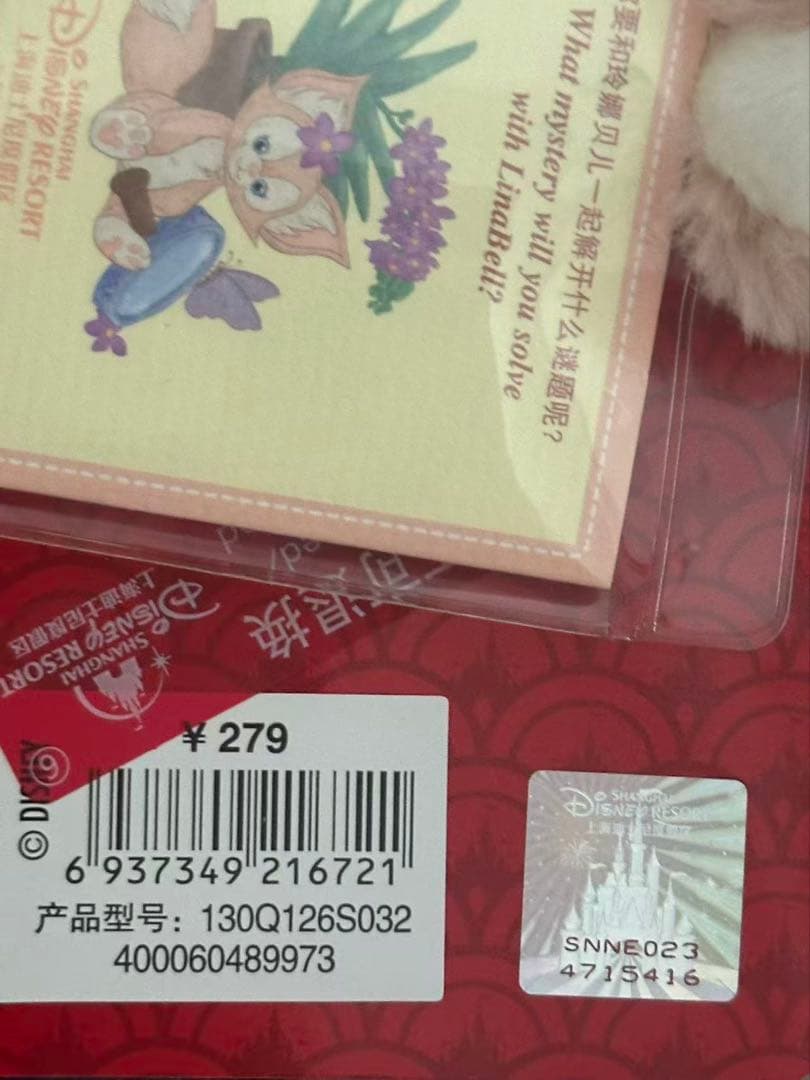 要和玲娜贝儿一起解开什么谜题呢？
What mystery will you solve
with LinaBell?
SHANGHAI
DISNEY RESORT
上海迪士尼度假区
可退换
SHANGHAI
DISNEY RESORT
上海迪士尼度假区
¥ 279
© DISNEY
6 937349 216721
产品型号：130Q126S032
400060489973
SHANGHAI
DISNEY RESORT
上海迪士尼度假区
SNNE023
4715416